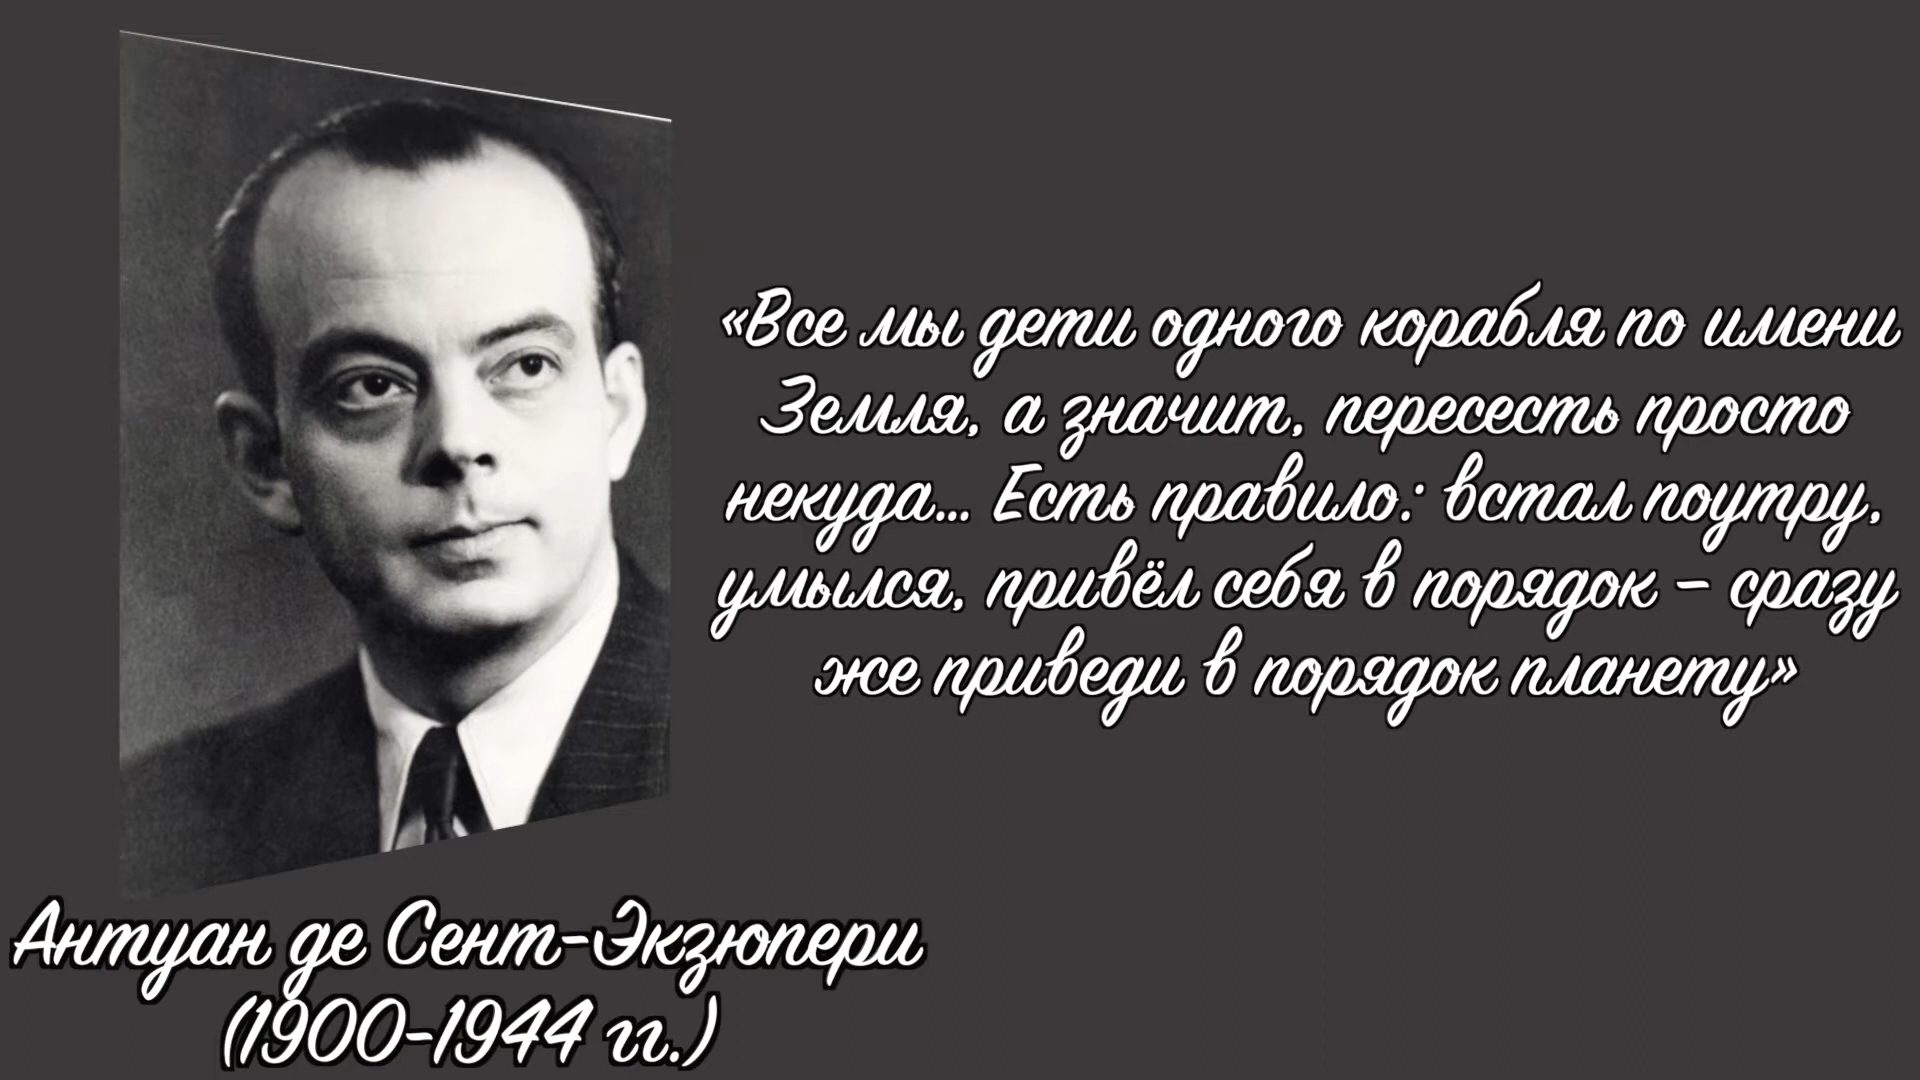 «Все мы дети одного корабля по имени
Земля, а значит, пересесть просто
некуда... Есть правило: встал поутру,
умылся, привёл себя в порядок – сразу
же приведи в порядок планету»
Антуан де Сент-Экзюпери
(1900-1944 гг.)